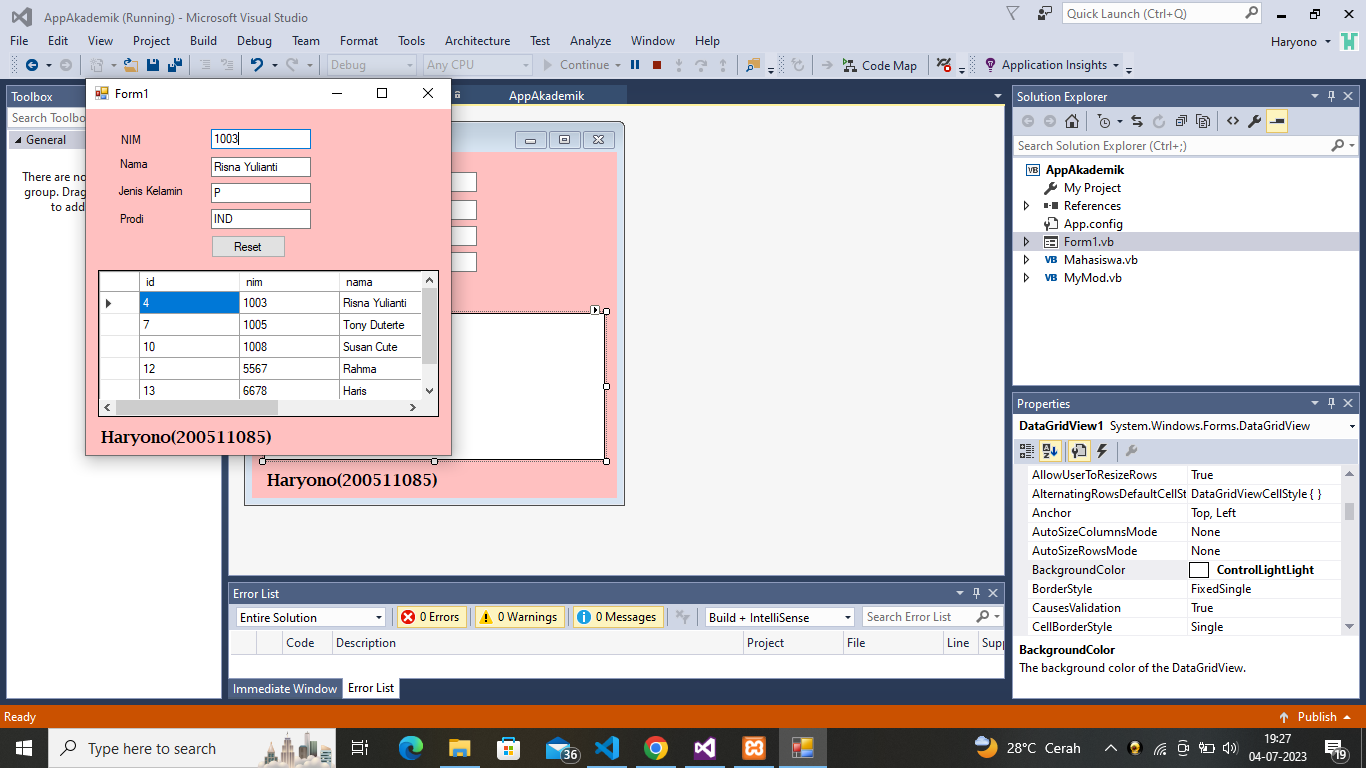 AppAkademik (Running) - Microsoft Visual Studio
Quick Launch (Ctrl+Q)
File Edit View Project Build Debug Team Format Tools Architecture Test Analyze Window Help
Haryono
Debug Any CPU Continue Code Map Application Insights
Toolbox
Search Toolbo
General
There are no
group. Drag
to add
AppAkademik
Form1
NIM 1003
Nama Risna Yulianti
Jenis Kelamin P
Prodi IND
Reset
id nim nama
4 1003 Risna Yulianti
7 1005 Tony Duterte
10 1008 Susan Cute
12 5567 Rahma
13 6678 Haris
Haryono(200511085)
Haryono(200511085)
Solution Explorer
Search Solution Explorer (Ctrl+;)
VB AppAkademik
My Project
References
App.config
Form1.vb
VB Mahasiswa.vb
VB MyMod.vb
Properties
DataGridView1 System.Windows.Forms.DataGridView
AllowUserToResizeRows True
AlternatingRowsDefaultCellSt DataGridViewCellStyle { }
Anchor Top, Left
AutoSizeColumnsMode None
AutoSizeRowsMode None
BackgroundColor ControlLightLight
BorderStyle FixedSingle
CausesValidation True
CellBorderStyle Single
BackgroundColor
The background color of the DataGridView.
Error List
Entire Solution 0 Errors 0 Warnings 0 Messages Build + IntelliSense Search Error List
Code Description Project File Line Supp
Immediate Window Error List
Ready
Publish
Type here to search
36
28°C Cerah
19:27
04-07-2023
19